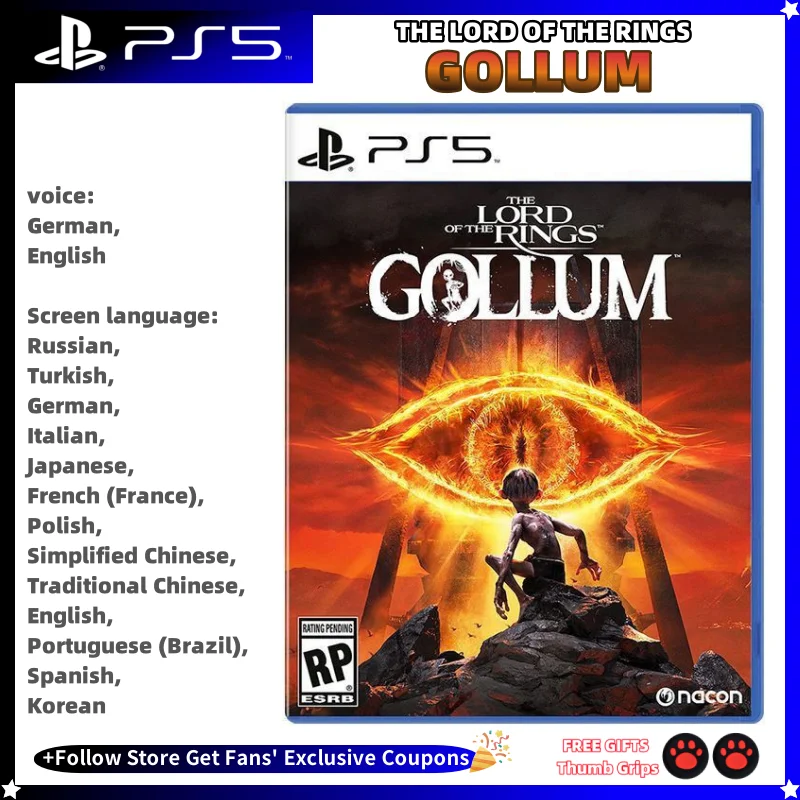 PS5
THE LORD OF THE RINGS
GOLLUM
voice:
German,
English
Screen language:
Russian,
Turkish,
German,
Italian,
Japanese,
French (France),
Polish,
Simplified Chinese,
Traditional Chinese,
English,
Portuguese (Brazil),
Spanish,
Korean
PS5
THE
LORD
OF THE RINGS™
GOLLUM™
RATING PENDING
RP
ESRB
nacon
+Follow Store Get Fans' Exclusive Coupons
FREE GIFTS
Thumb Grips